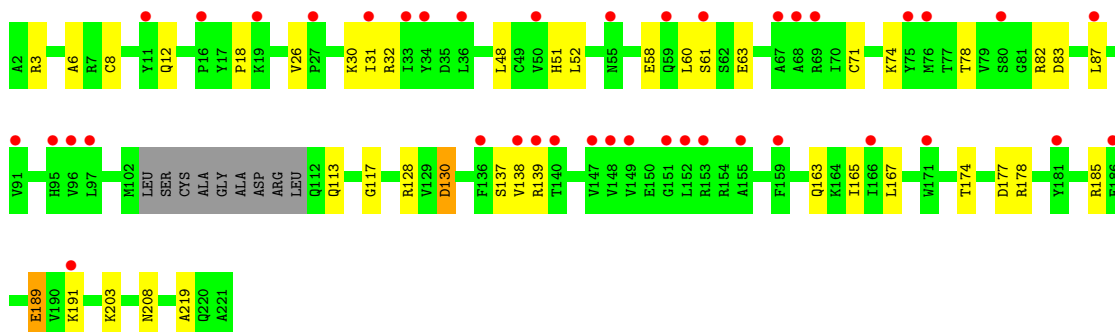 A2 R3 A6 R7 C8 Y11 Q12 P16 Y17 P18 K19 V26 P27 K30 I31 R32 I33 Y34 D35 L36 L48 C49 V50 H51 L52 N55 E58 Q59 L60 S61 S62 E63 A67 A68 R69 I70 C71 K74 Y75 M76 T77 T78 V79 S80 G81 R82 D83 L87
V91 H95 V96 L97 M102 LEU SER CYS ALA GLY ALA ASP ARG LEU Q112 Q113 G117 R128 V129 D130 F136 S137 V138 R139 T140 V147 V148 V149 E150 G151 L152 R153 R154 A155 F159 Q163 K164 I165 I166 L167 W171 T174 D177 R178 Y181 R185 E186
E189 V190 K191 K203 N208 A219 Q220 A221